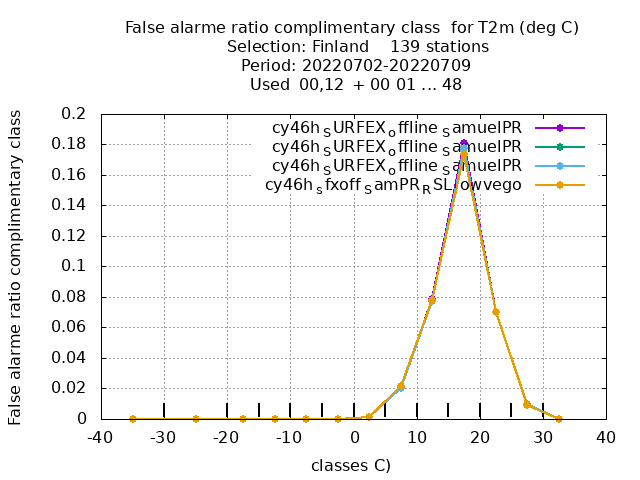 False alarme ratio complimentary class for T2m (deg C)
Selection: Finland 139 stations
Period: 20220702-20220709
Used 00,12 + 00 01 ... 48
False alarme ratio complimentary class
0.2
0.18
0.16
0.14
0.12
0.1
0.08
0.06
0.04
0.02
0
cy46h_SURFEX_offline_SamuelPR
cy46h_SURFEX_offline_SamuelPR
cy46h_SURFEX_offline_SamuelPR
cy46h_sfxoff_SamPR_RSL_lowvego
-40 -30 -20 -10 0 10 20 30 40
classes C)